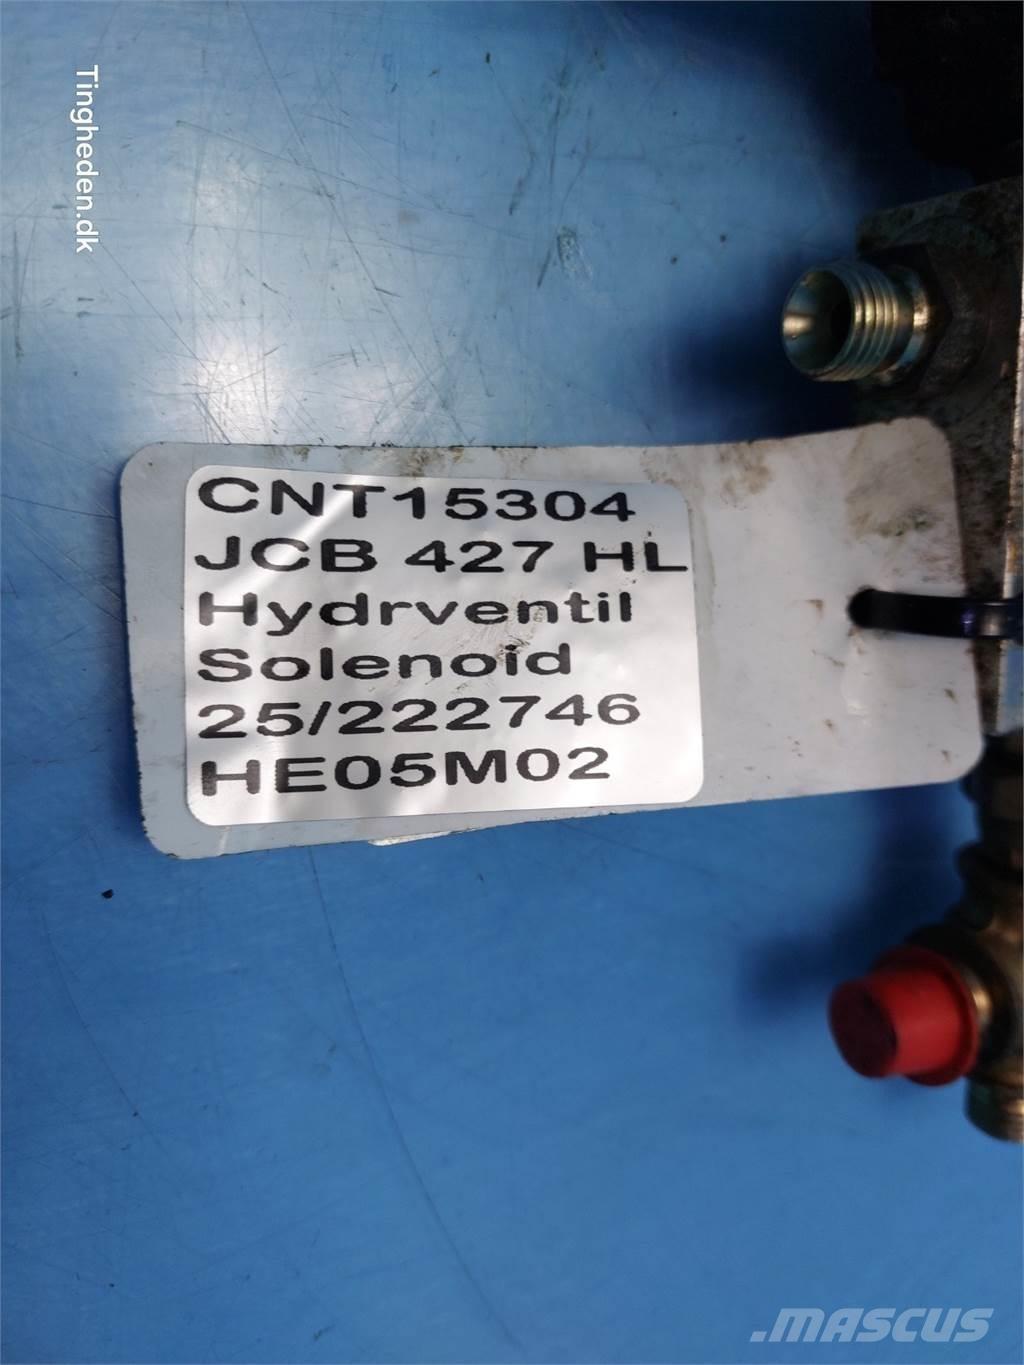 Tingheden.dk
CNT15304
JCB 427 HL
Hydrventil
Solenoid
25/222746
HE05M02
.MASCUS